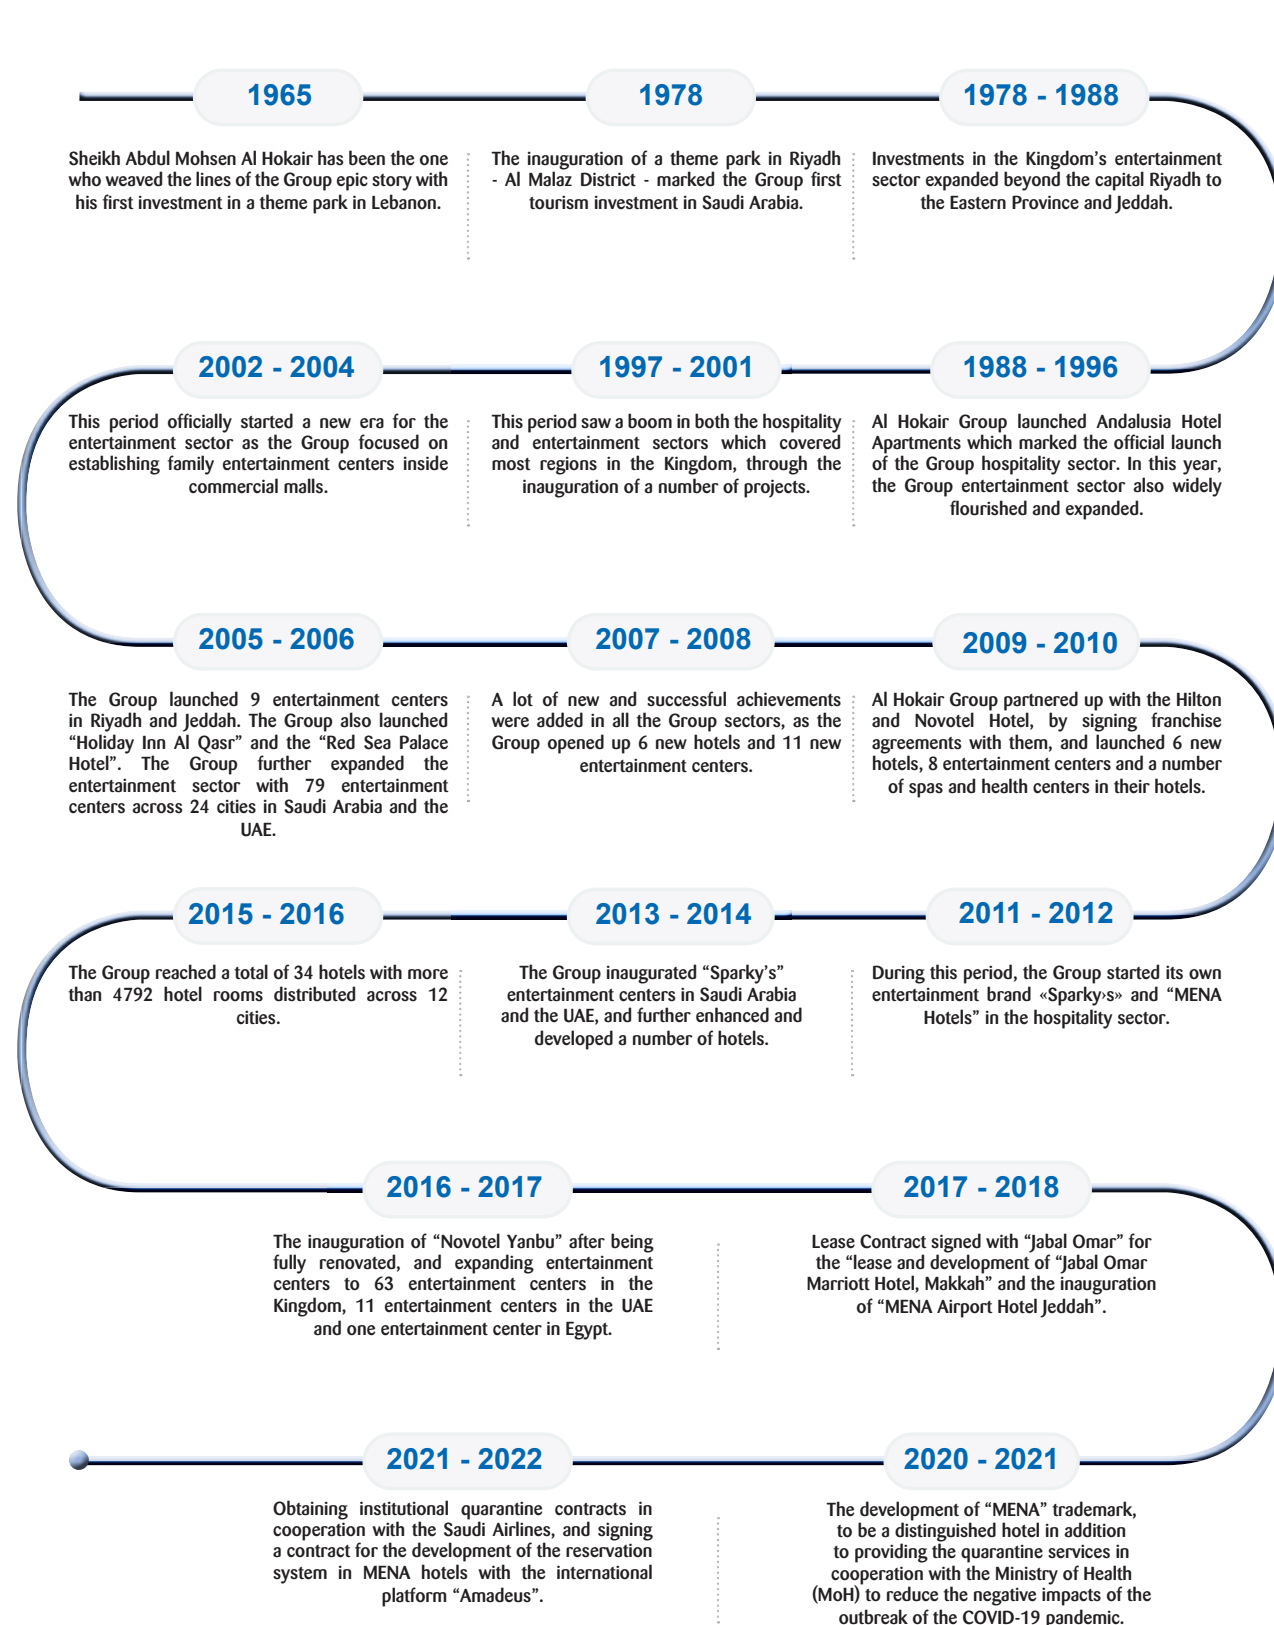 1965
Sheikh Abdul Mohsen Al Hokair has been the one
who weaved the lines of the Group epic story with
his first investment in a theme park in Lebanon.
1978
The inauguration of a theme park in Riyadh
- Al Malaz District - marked the Group first
tourism investment in Saudi Arabia.
1978 - 1988
Investments in the Kingdom's entertainment
sector expanded beyond the capital Riyadh to
the Eastern Province and Jeddah.
1988 - 1996
Al Hokair Group launched Andalusia Hotel
Apartments which marked the official launch
of the Group hospitality sector. In this year,
the Group entertainment sector also widely
flourished and expanded.
1997 - 2001
This period saw a boom in both the hospitality
and entertainment sectors which covered
most regions in the Kingdom, through the
inauguration of a number of projects.
2002 - 2004
This period officially started a new era for the
entertainment sector as the Group focused on
establishing family entertainment centers inside
commercial malls.
2005 - 2006
The Group launched 9 entertainment centers
in Riyadh and Jeddah. The Group also launched
“Holiday Inn Al Qasr” and the “Red Sea Palace
Hotel”. The Group further expanded the
entertainment sector with 79 entertainment
centers across 24 cities in Saudi Arabia and the
UAE.
2007 - 2008
A lot of new and successful achievements
were added in all the Group sectors, as the
Group opened up 6 new hotels and 11 new
entertainment centers.
2009 - 2010
Al Hokair Group partnered up with the Hilton
and Novotel Hotel, by signing franchise
agreements with them, and launched 6 new
hotels, 8 entertainment centers and a number
of spas and health centers in their hotels.
2011 - 2012
During this period, the Group started its own
entertainment brand «Sparky›s» and “MENA
Hotels” in the hospitality sector.
2013 - 2014
The Group inaugurated “Sparky’s”
entertainment centers in Saudi Arabia
and the UAE, and further enhanced and
developed a number of hotels.
2015 - 2016
The Group reached a total of 34 hotels with more
than 4792 hotel rooms distributed across 12
cities.
2016 - 2017
The inauguration of “Novotel Yanbu” after being
fully renovated, and expanding entertainment
centers to 63 entertainment centers in the
Kingdom, 11 entertainment centers in the UAE
and one entertainment center in Egypt.
2017 - 2018
Lease Contract signed with “Jabal Omar” for
the “lease and development of “Jabal Omar
Marriott Hotel, Makkah” and the inauguration
of “MENA Airport Hotel Jeddah”.
2020 - 2021
The development of “MENA” trademark,
to be a distinguished hotel in addition
to providing the quarantine services in
cooperation with the Ministry of Health
(MoH) to reduce the negative impacts of the
outbreak of the COVID-19 pandemic.
2021 - 2022
Obtaining institutional quarantine contracts in
cooperation with the Saudi Airlines, and signing
a contract for the development of the reservation
system in MENA hotels with the international
platform “Amadeus”.